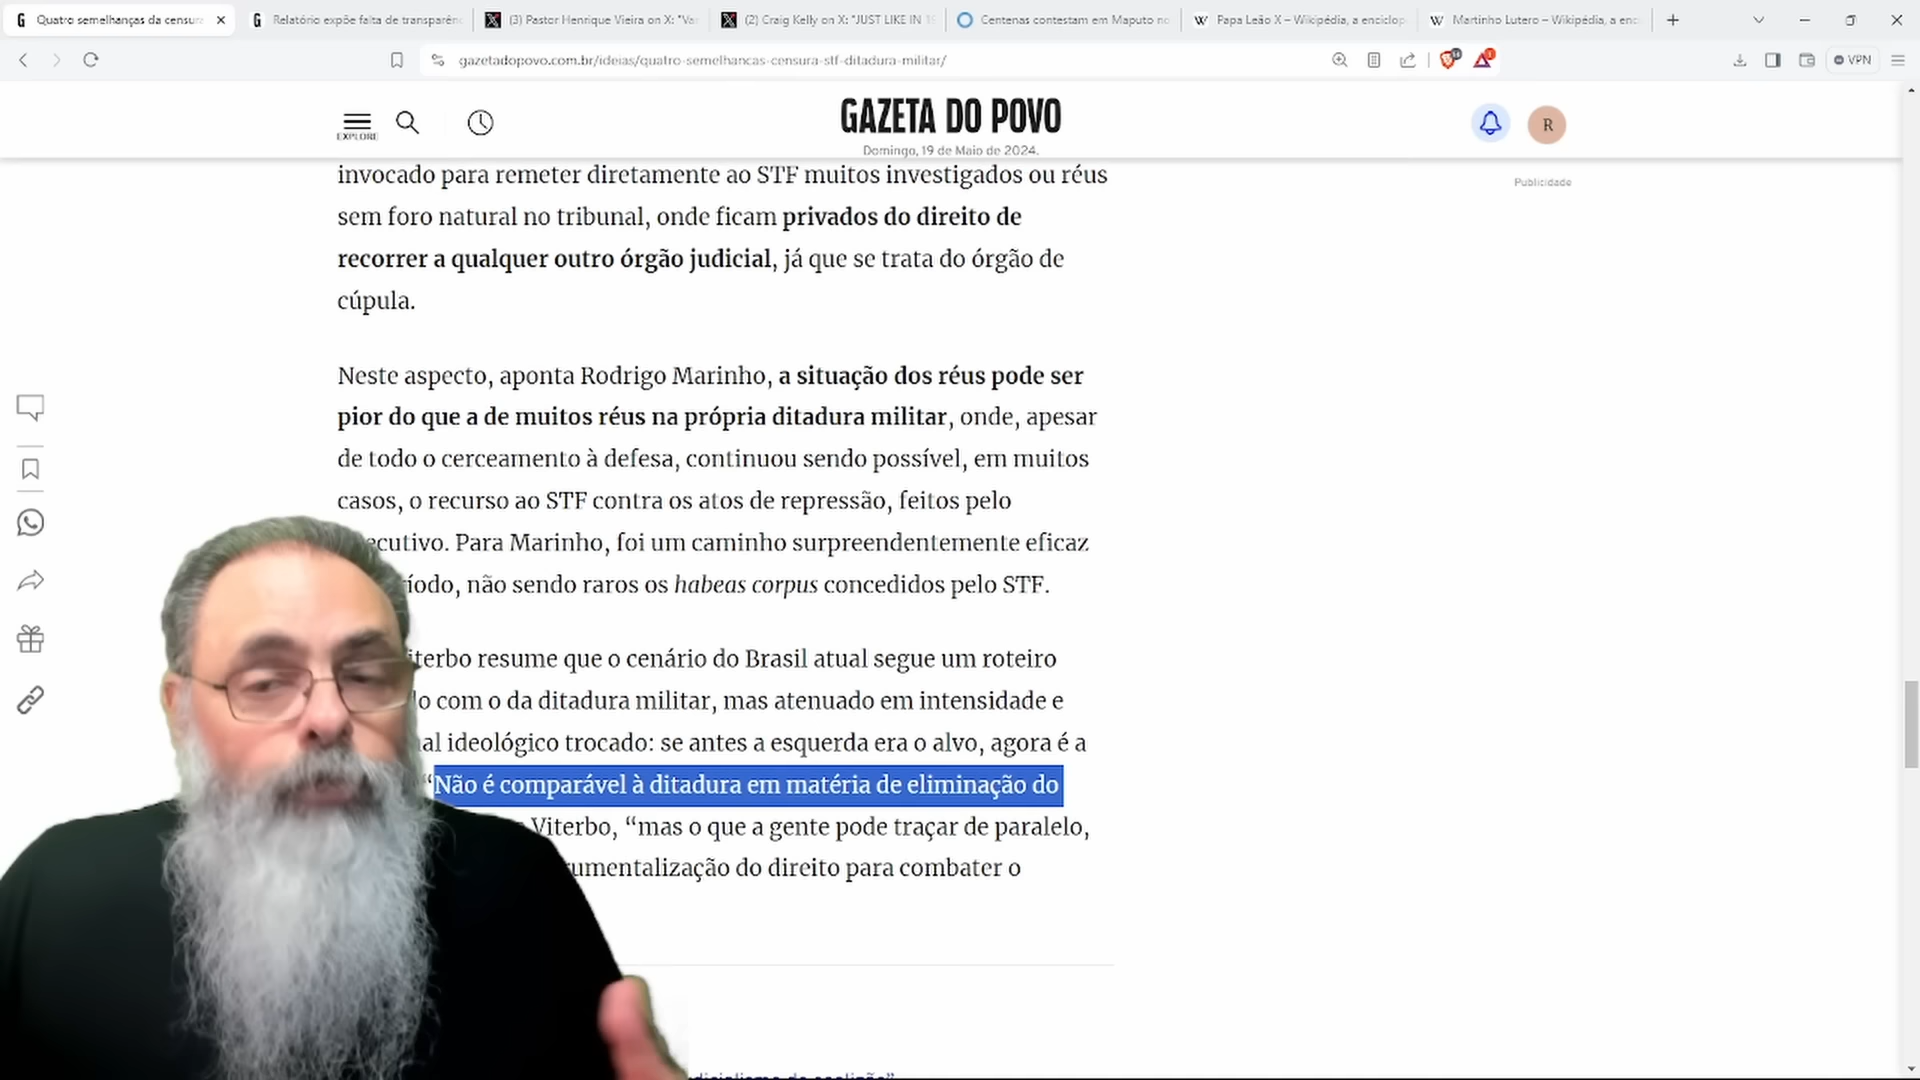 Quatro semelhanças da censura
Relatório expõe falta de transparên
(3) Pastor Henrique Vieira on X: "Va
(2) Craig Kelly on X: "JUST LIKE IN 1
Centenas contestam em Maputo no
Papa Leão X – Wikipédia, a enciclop
Martinho Lutero – Wikipédia, a enc
gazetadopovo.com.br/ideias/quatro-semelhancas-censura-stf-ditadura-militar/
VPN
EXPLORE
GAZETA DO POVO
Domingo, 19 de Maio de 2024.
R
Publicidade
invocado para remeter diretamente ao STF muitos investigados ou réus
sem foro natural no tribunal, onde ficam privados do direito de
recorrer a qualquer outro órgão judicial, já que se trata do órgão de
cúpula.
Neste aspecto, aponta Rodrigo Marinho, a situação dos réus pode ser
pior do que a de muitos réus na própria ditadura militar, onde, apesar
de todo o cerceamento à defesa, continuou sendo possível, em muitos
casos, o recurso ao STF contra os atos de repressão, feitos pelo
ecutivo. Para Marinho, foi um caminho surpreendentemente eficaz
íodo, não sendo raros os habeas corpus concedidos pelo STF.
iterbo resume que o cenário do Brasil atual segue um roteiro
o com o da ditadura militar, mas atenuado em intensidade e
al ideológico trocado: se antes a esquerda era o alvo, agora é a
“Não é comparável à ditadura em matéria de eliminação do
Viterbo, “mas o que a gente pode traçar de paralelo,
rumentalização do direito para combater o